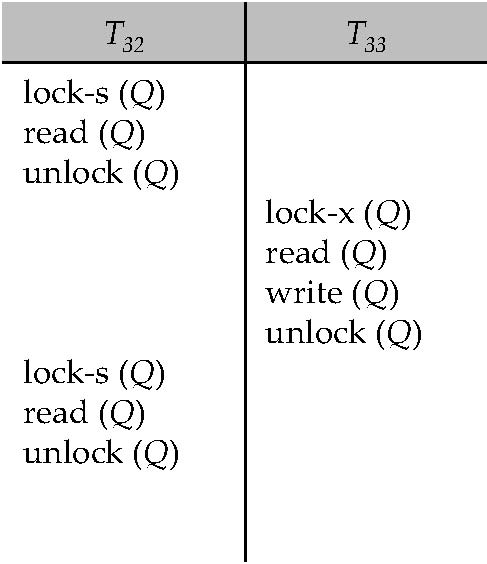 T32 T33
lock-s (Q)
read (Q)
unlock (Q)
lock-x (Q)
read (Q)
write (Q)
unlock (Q)
lock-s (Q)
read (Q)
unlock (Q)